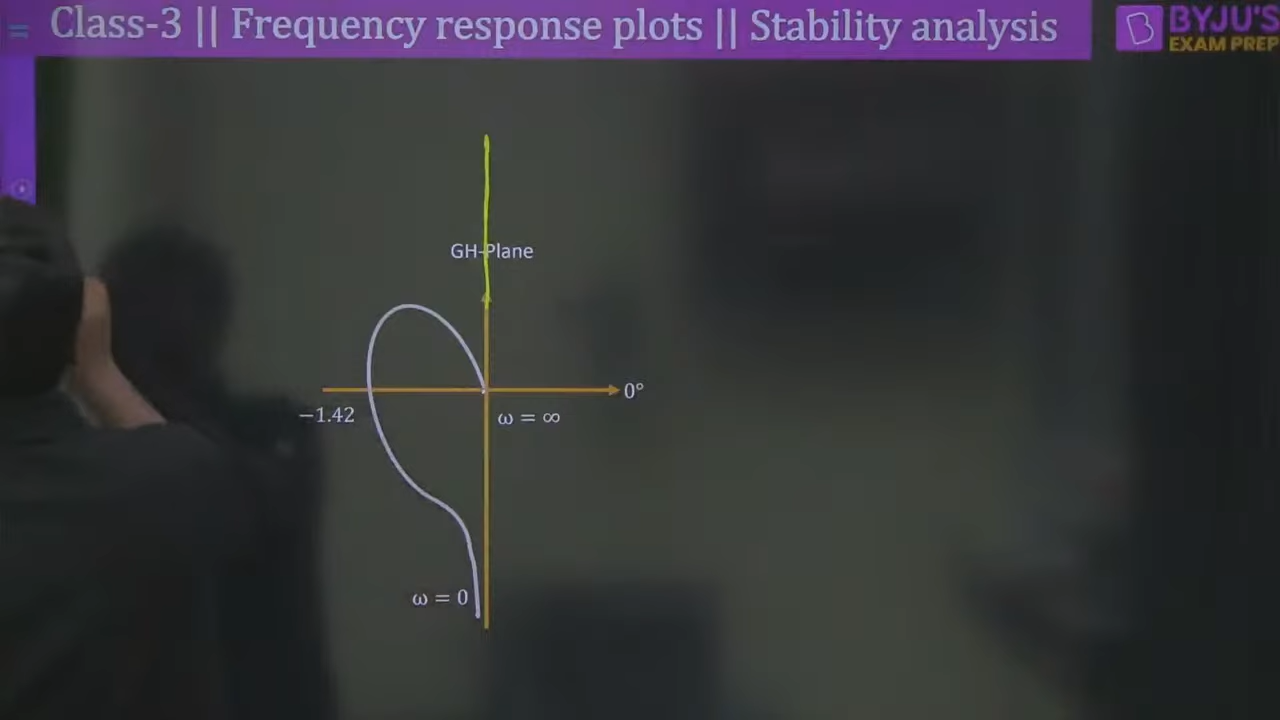 Class-3 || Frequency response plots || Stability analysis
BYJU'S
EXAM PREP
GH-Plane
0°
−1.42
ω = ∞
ω = 0